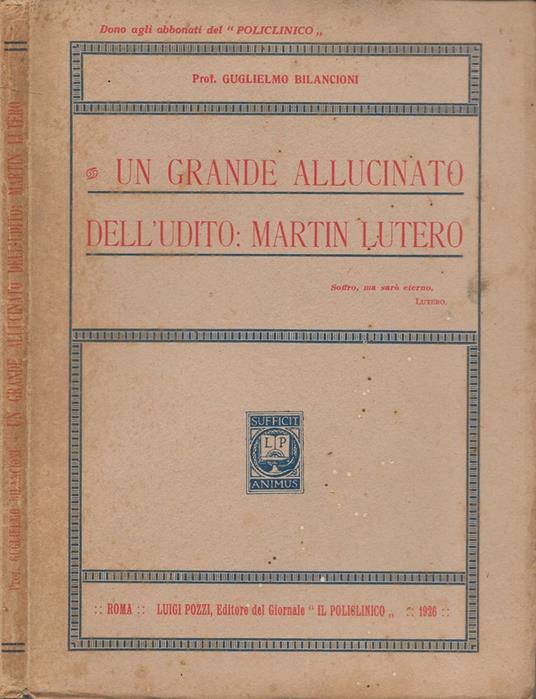 Dono agli abbonati del " POLICLINICO „
Prof. GUGLIELMO BILANCIONI
UN GRANDE ALLUCINATO
DELL'UDITO: MARTIN LUTERO
Soffro, ma sarò eterno.
LUTERO.
SUFFICIT
L P
ANIMUS
:: ROMA :: LUIGI POZZI, Editore del Giornale " IL POLICLINICO „ :: 1926 ::
Prof. GUGLIELMO BILANCIONI UN GRANDE ALLUCINATO DELL'UDITO: MARTIN LUTERO